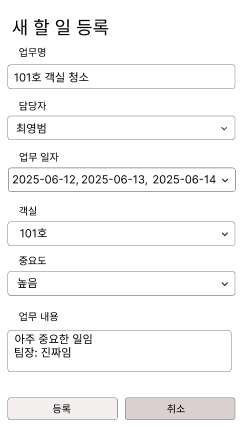 새 할 일 등록
업무명
101호 객실 청소
담당자
최영범
업무 일자
2025-06-12, 2025-06-13, 2025-06-14
객실
101호
중요도
높음
업무 내용
아주 중요한 일임
팀장: 진짜임
등록
취소